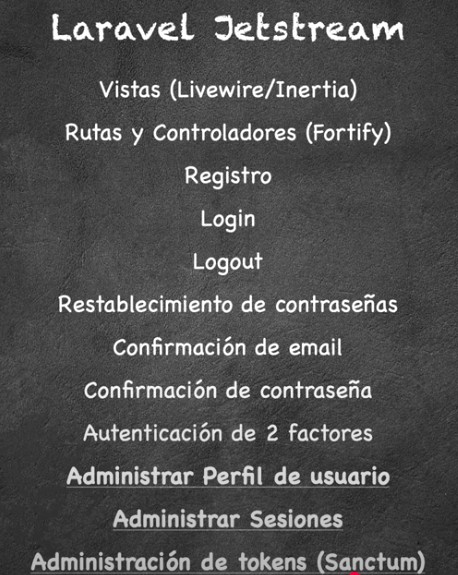 Laravel Jetstream
Vistas (Livewire/Inertia)
Rutas y Controladores (Fortify)
Registro
Login
Logout
Restablecimiento de contraseñas
Confirmación de email
Confirmación de contraseña
Autenticación de 2 factores
Administrar Perfil de usuario
Administrar Sesiones
Administración de tokens (Sanctum)